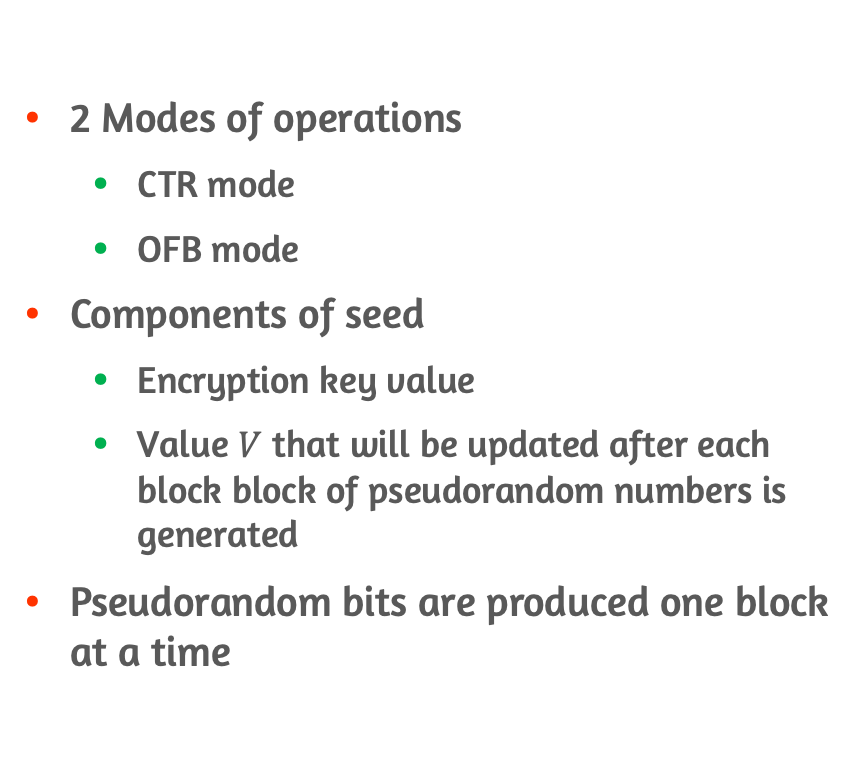 • 2 Modes of operations
• CTR mode
• OFB mode
• Components of seed
• Encryption key value
• Value V that will be updated after each
block block of pseudorandom numbers is
generated
• Pseudorandom bits are produced one block
at a time